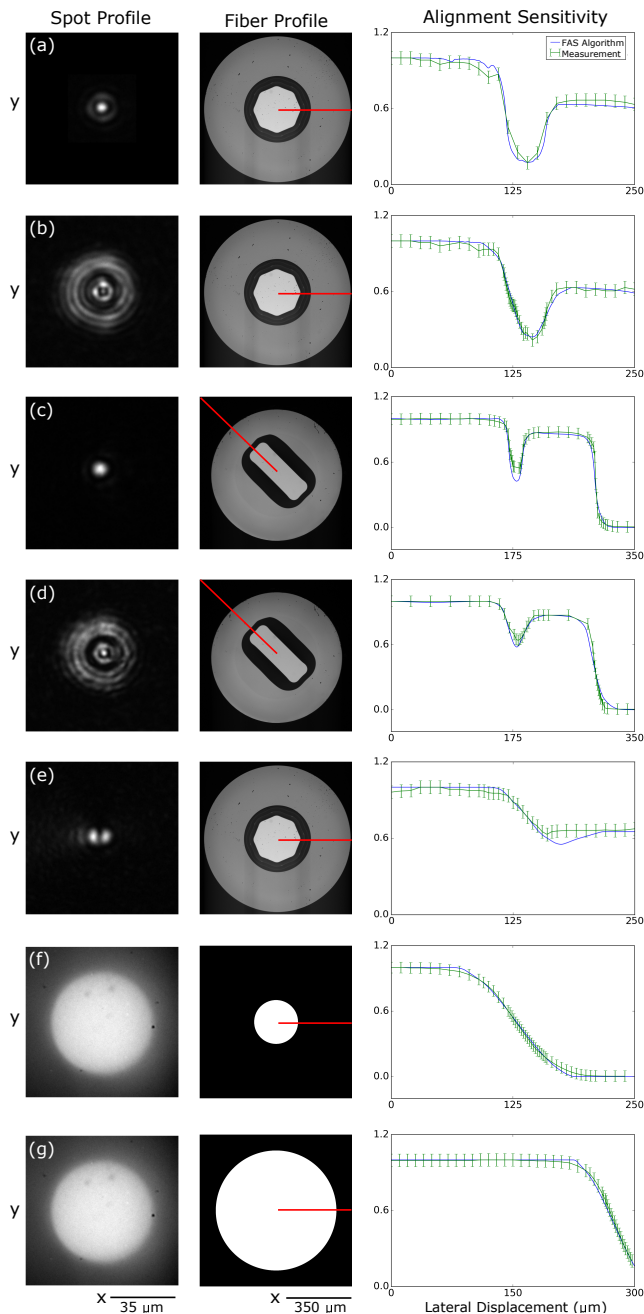 Spot Profile Fiber Profile Alignment Sensitivity
(a)
y
1.2
0.6
0.0
0 125 250
FAS Algorithm
Measurement
(b)
y
1.2
0.6
0.0
0 125 250
(c)
y
1.2
0.6
0.0
0 175 350
(d)
y
1.2
0.6
0.0
0 175 350
(e)
y
1.2
0.6
0.0
0 125 250
(f)
y
1.2
0.6
0.0
0 125 250
(g)
y
1.2
0.6
0.0
0 150 300
x 35 µm
x 350 µm
Lateral Displacement (µm)